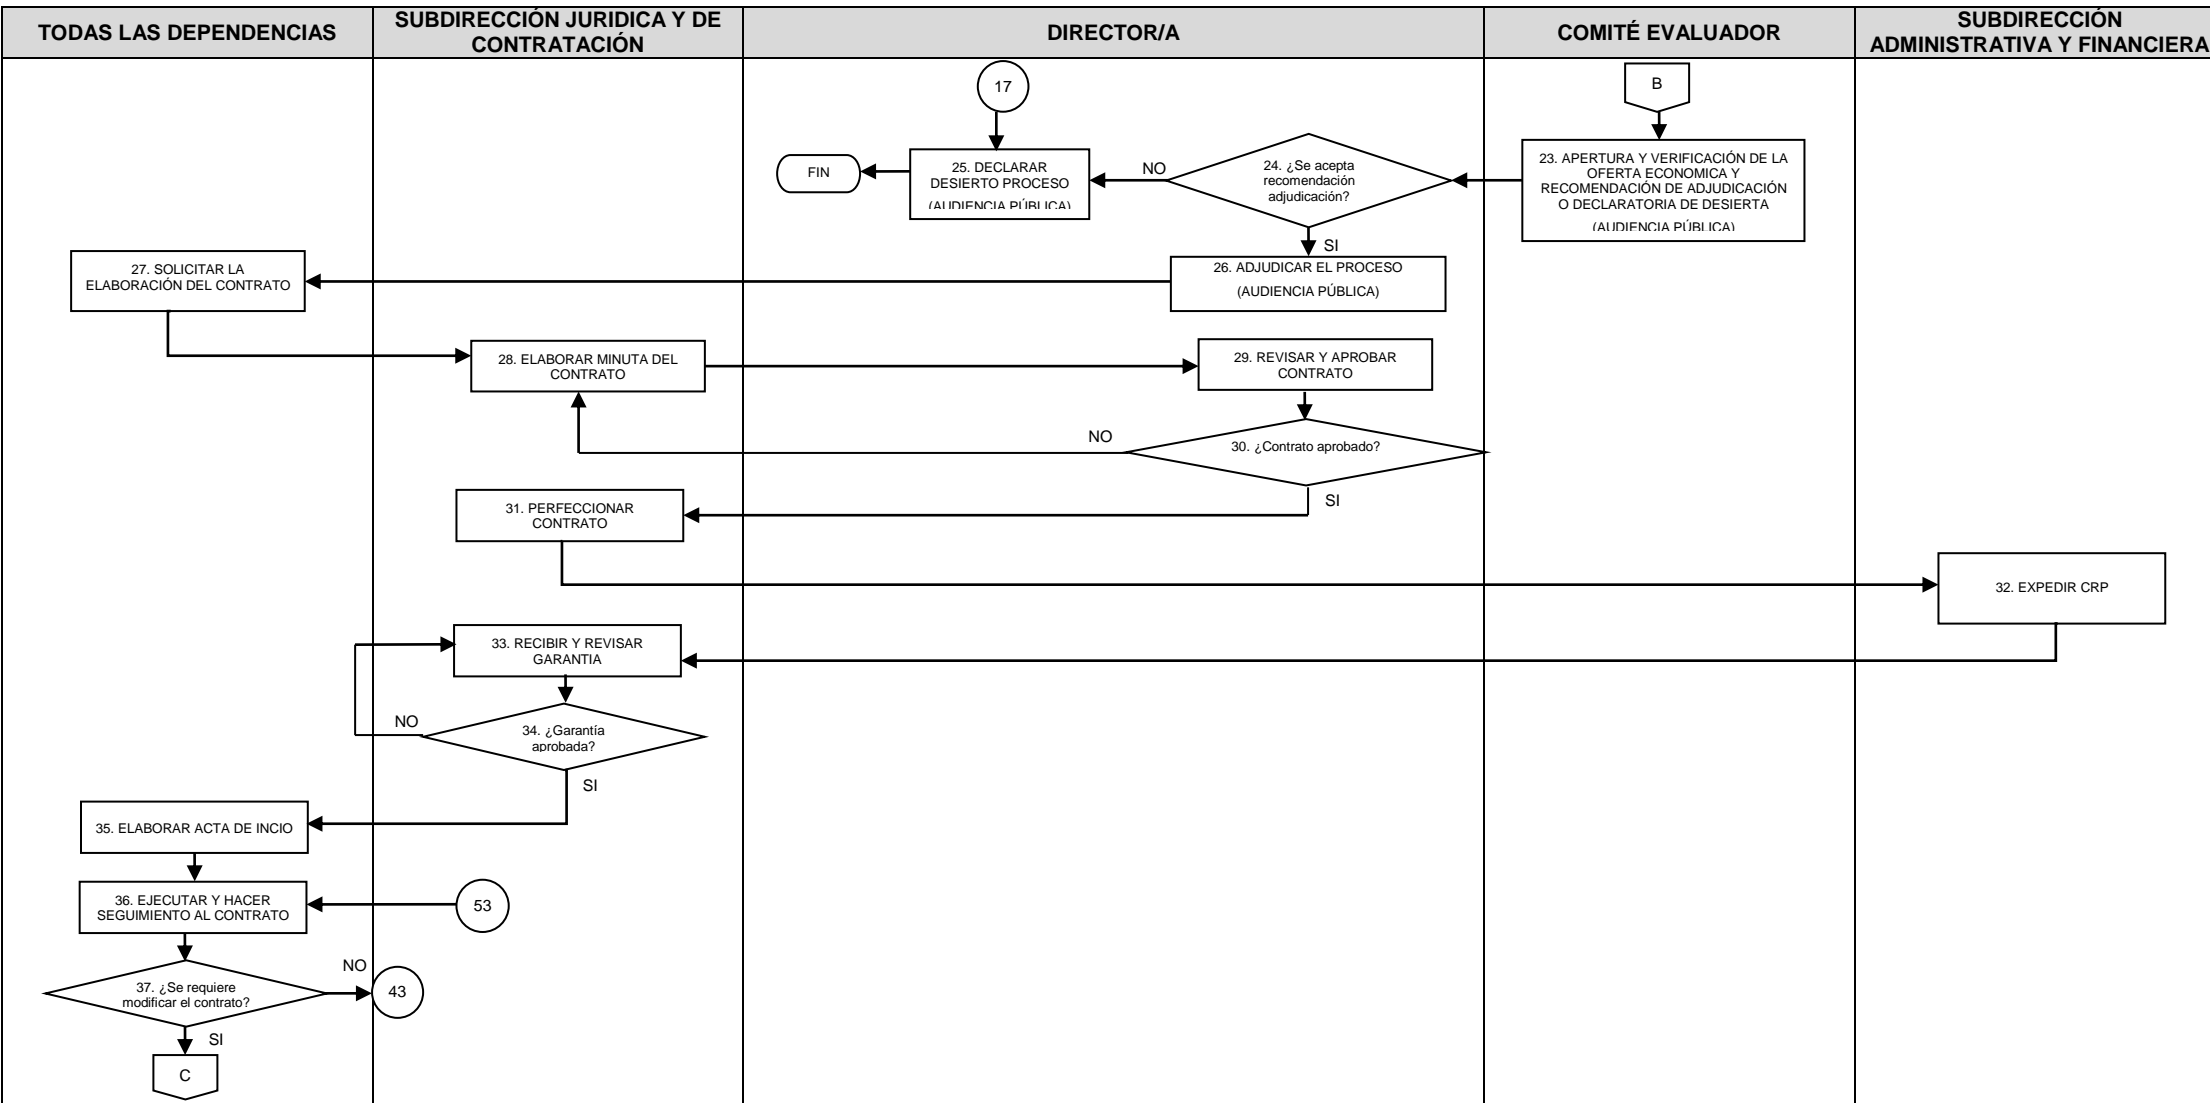 TODAS LAS DEPENDENCIAS
SUBDIRECCIÓN JURIDICA Y DE
CONTRATACIÓN
DIRECTOR/A
COMITÉ EVALUADOR
SUBDIRECCIÓN
ADMINISTRATIVA Y FINANCIERA
17
B
FIN
25. DECLARAR
DESIERTO PROCESO
(AUDIENCIA PÚBLICA)
NO
24. ¿Se acepta
recomendación
adjudicación?
23. APERTURA Y VERIFICACIÓN DE LA
OFERTA ECONOMICA Y
RECOMENDACIÓN DE ADJUDICACIÓN
O DECLARATORIA DE DESIERTA
(AUDIENCIA PÚBLICA)
SI
27. SOLICITAR LA
ELABORACIÓN DEL CONTRATO
26. ADJUDICAR EL PROCESO
(AUDIENCIA PÚBLICA)
28. ELABORAR MINUTA DEL
CONTRATO
29. REVISAR Y APROBAR
CONTRATO
NO
30. ¿Contrato aprobado?
SI
31. PERFECCIONAR
CONTRATO
32. EXPEDIR CRP
33. RECIBIR Y REVISAR
GARANTIA
NO
34. ¿Garantía
aprobada?
SI
35. ELABORAR ACTA DE INCIO
36. EJECUTAR Y HACER
SEGUIMIENTO AL CONTRATO
53
NO
37. ¿Se requiere
modificar el contrato?
43
SI
C